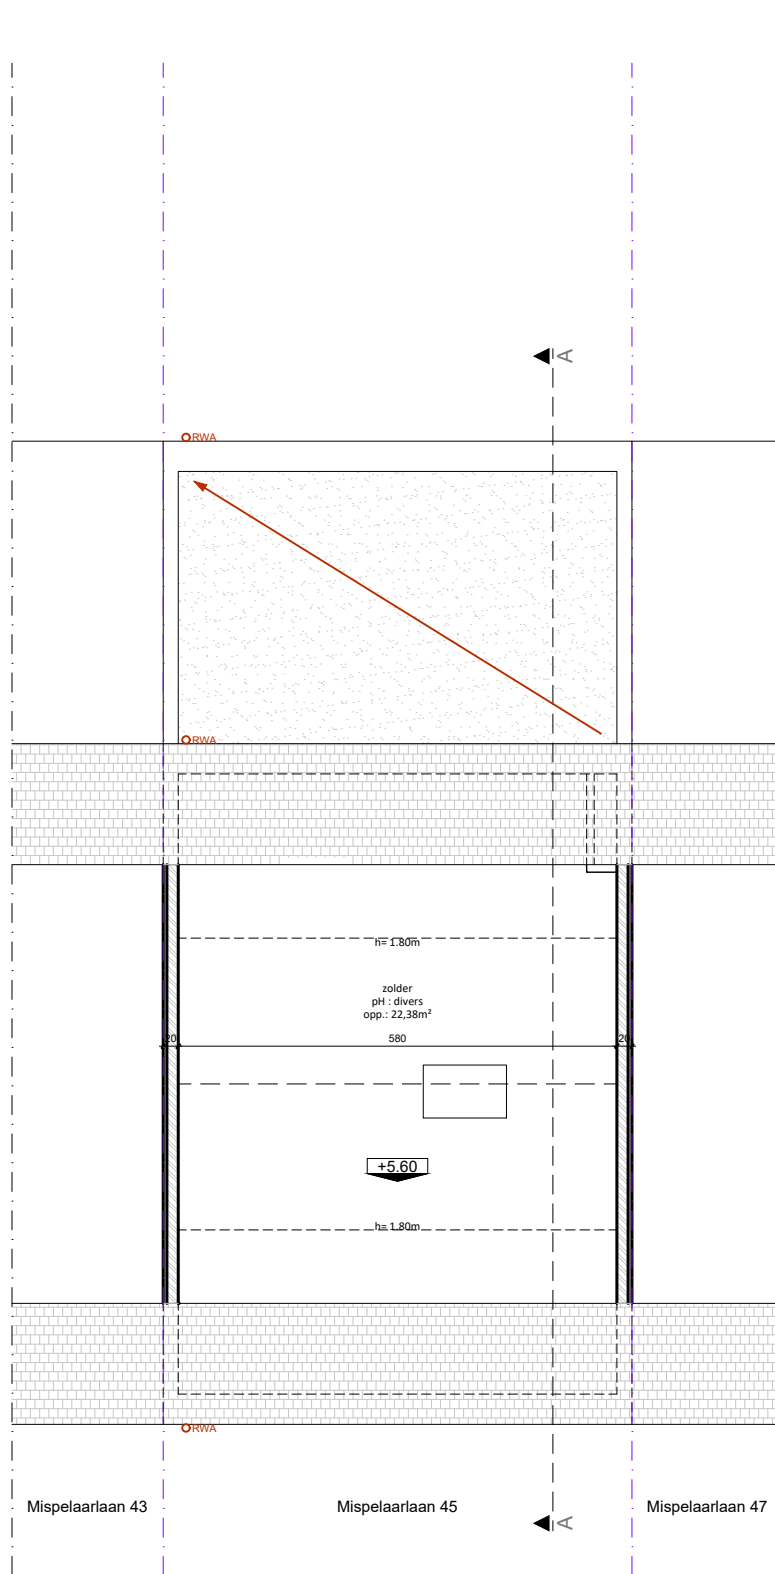 A
RWA
RWA
h= 1.80m
zolder
pH : divers
opp.: 22,38m²
20 580 20
+5.60
h= 1.80m
RWA
Mispelaarlaan 43 Mispelaarlaan 45 Mispelaarlaan 47
A